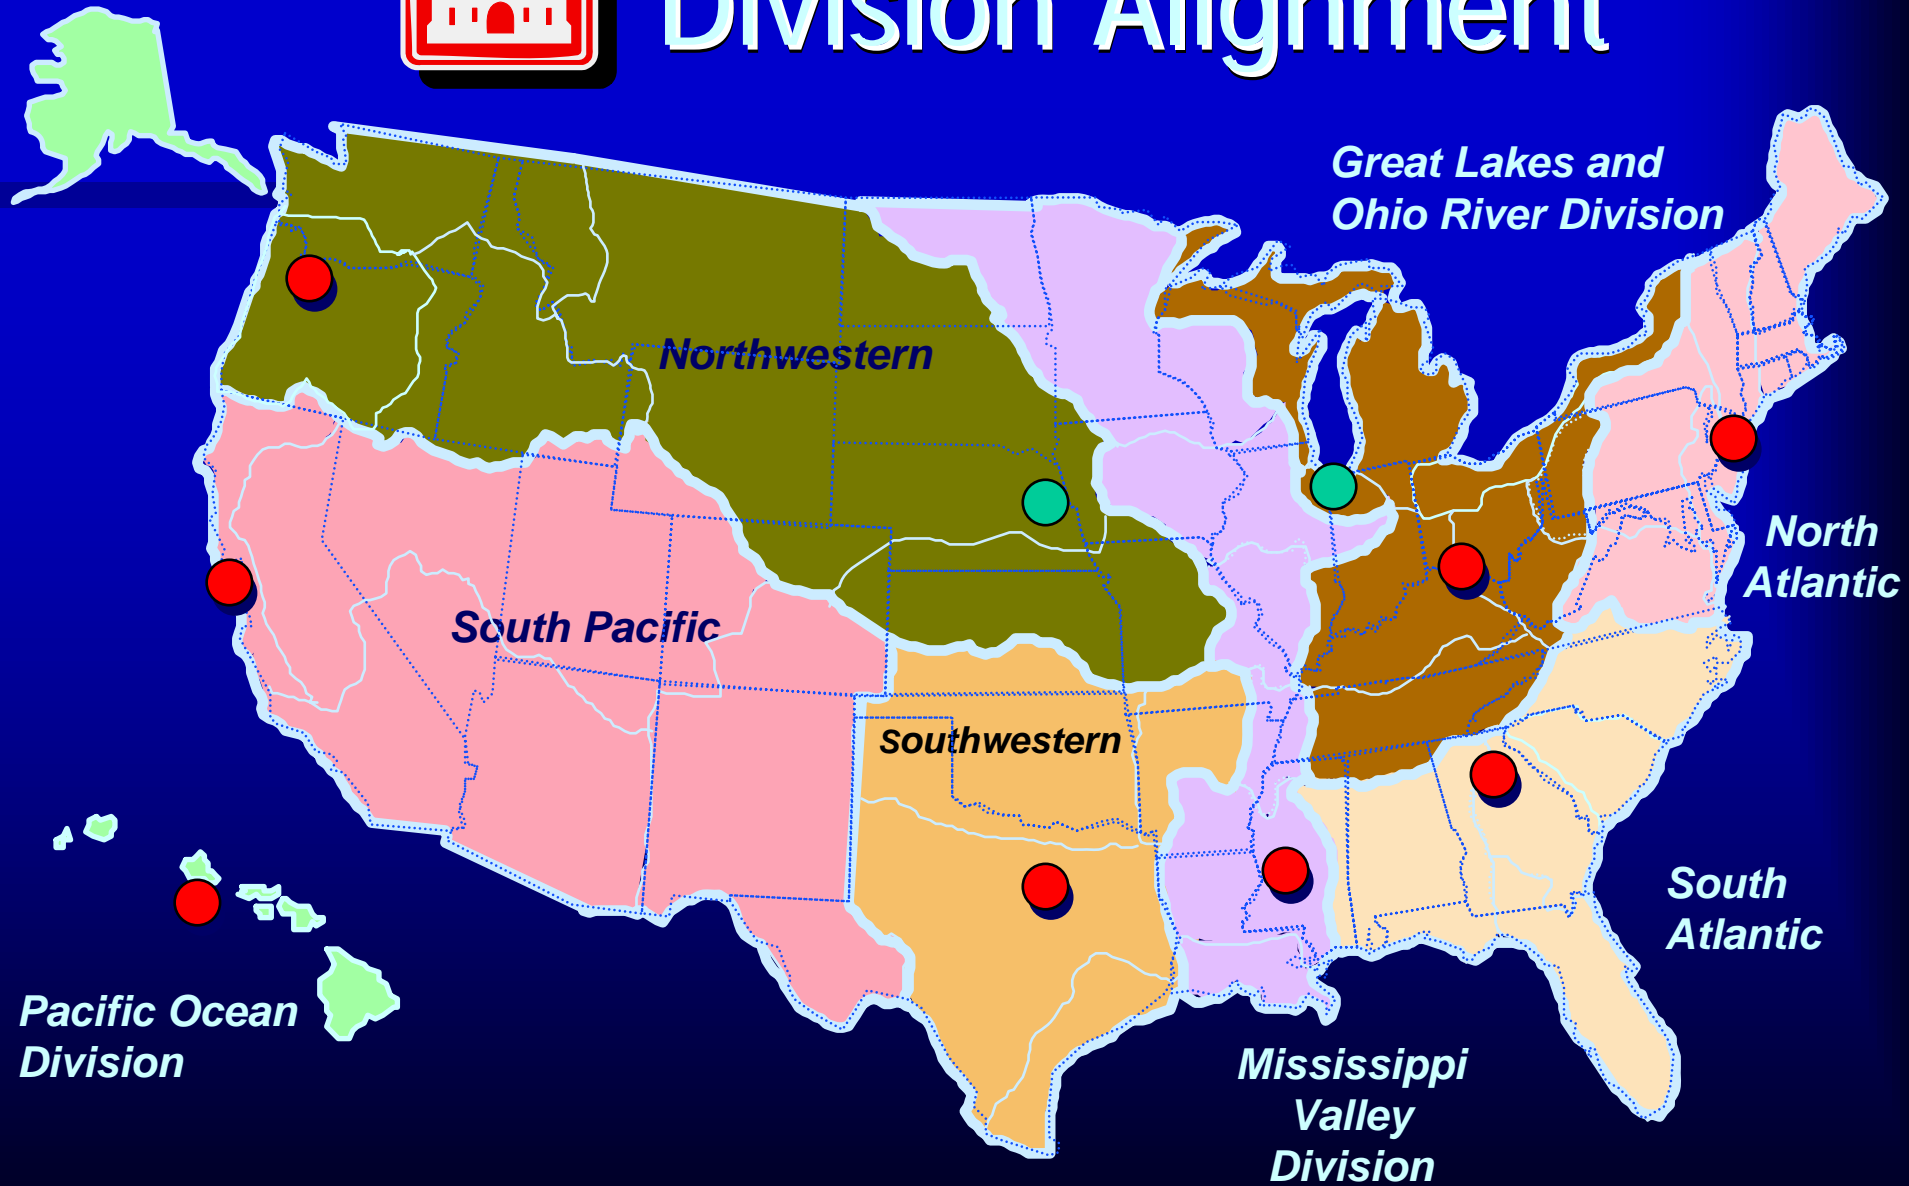 Division Alignment
Great Lakes and
Ohio River Division
Northwestern
North
Atlantic
South Pacific
Southwestern
South
Atlantic
Pacific Ocean
Division
Mississippi
Valley
Division